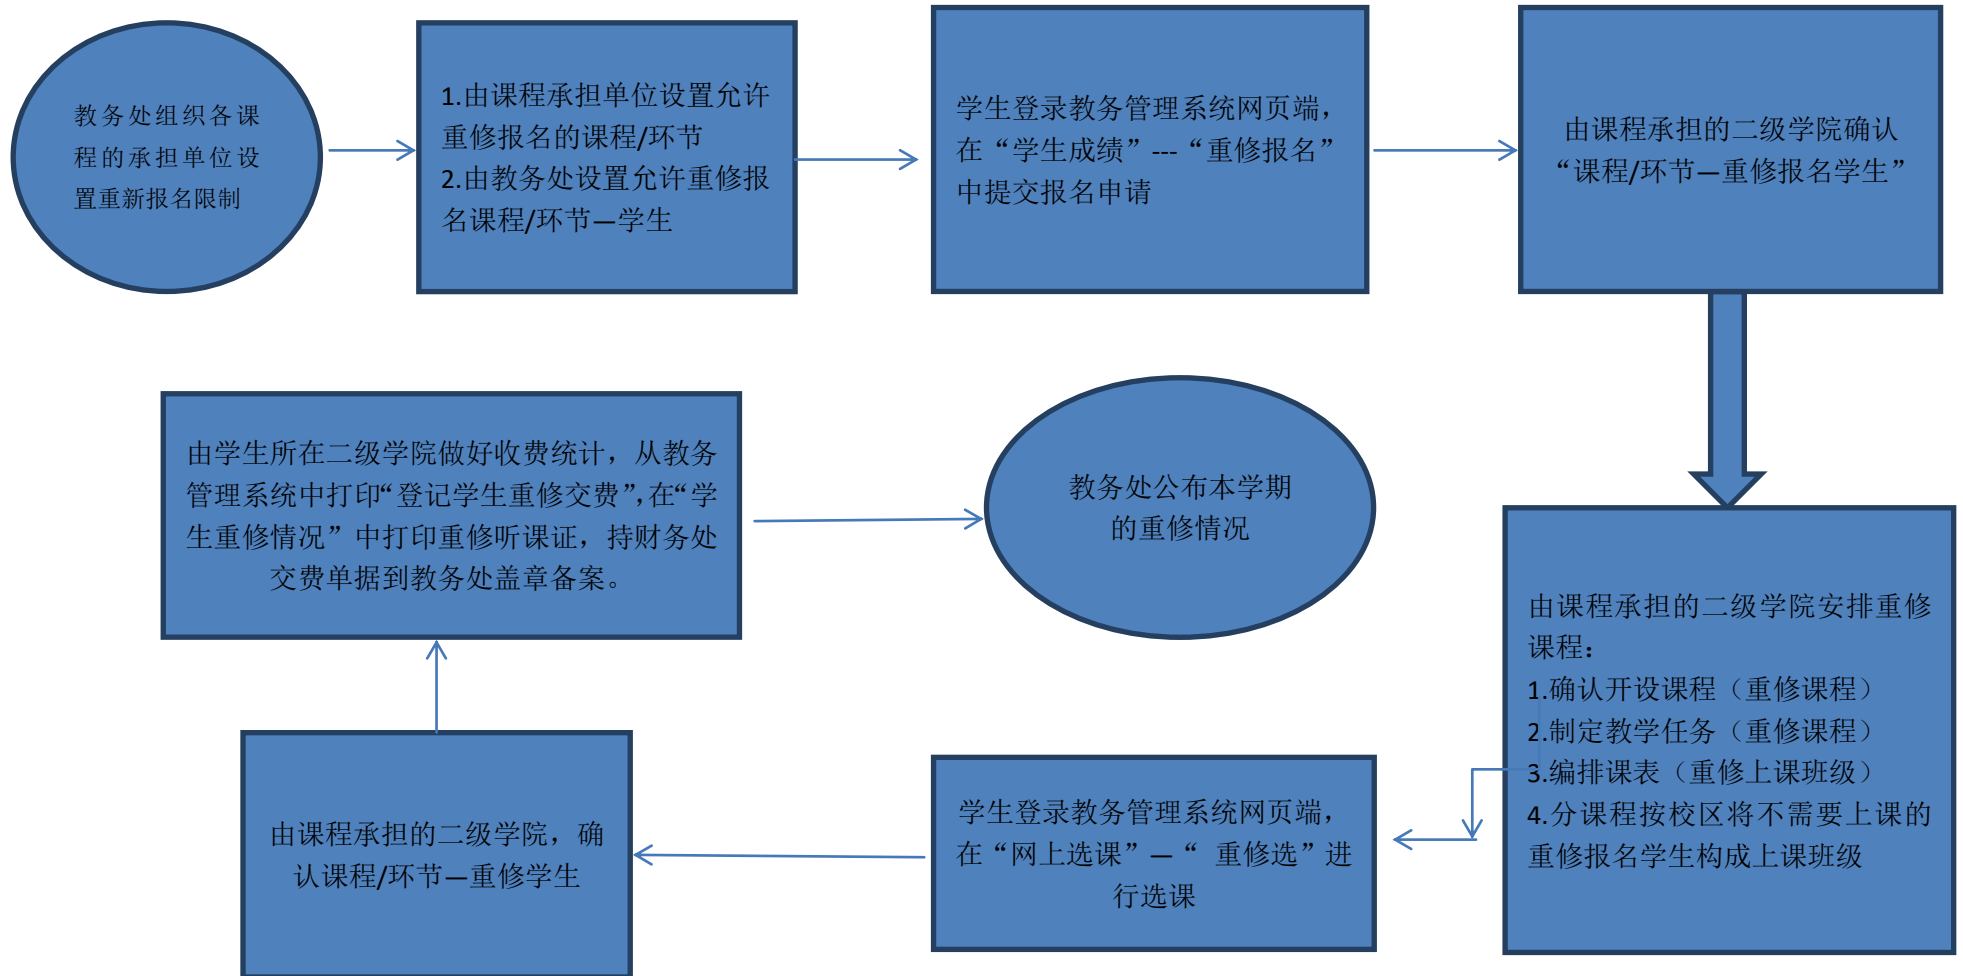 教务处组织各课
程的承担单位设
置重新报名限制
1.由课程承担单位设置允许
重修报名的课程/环节
2.由教务处设置允许重修报
名课程/环节—学生
学生登录教务管理系统网页端，
在“学生成绩”---“重修报名”
中提交报名申请
由课程承担的二级学院确认
“课程/环节—重修报名学生”
由课程承担的二级学院安排重修
课程：
1.确认开设课程（重修课程）
2.制定教学任务（重修课程）
3.编排课表（重修上课班级）
4.分课程按校区将不需要上课的
重修报名学生构成上课班级
学生登录教务管理系统网页端，
在“网上选课”—“ 重修选”进
行选课
由课程承担的二级学院，确
认课程/环节—重修学生
由学生所在二级学院做好收费统计，从教务
管理系统中打印“登记学生重修交费”，在“学
生重修情况”中打印重修听课证，持财务处
交费单据到教务处盖章备案。
教务处公布本学期
的重修情况